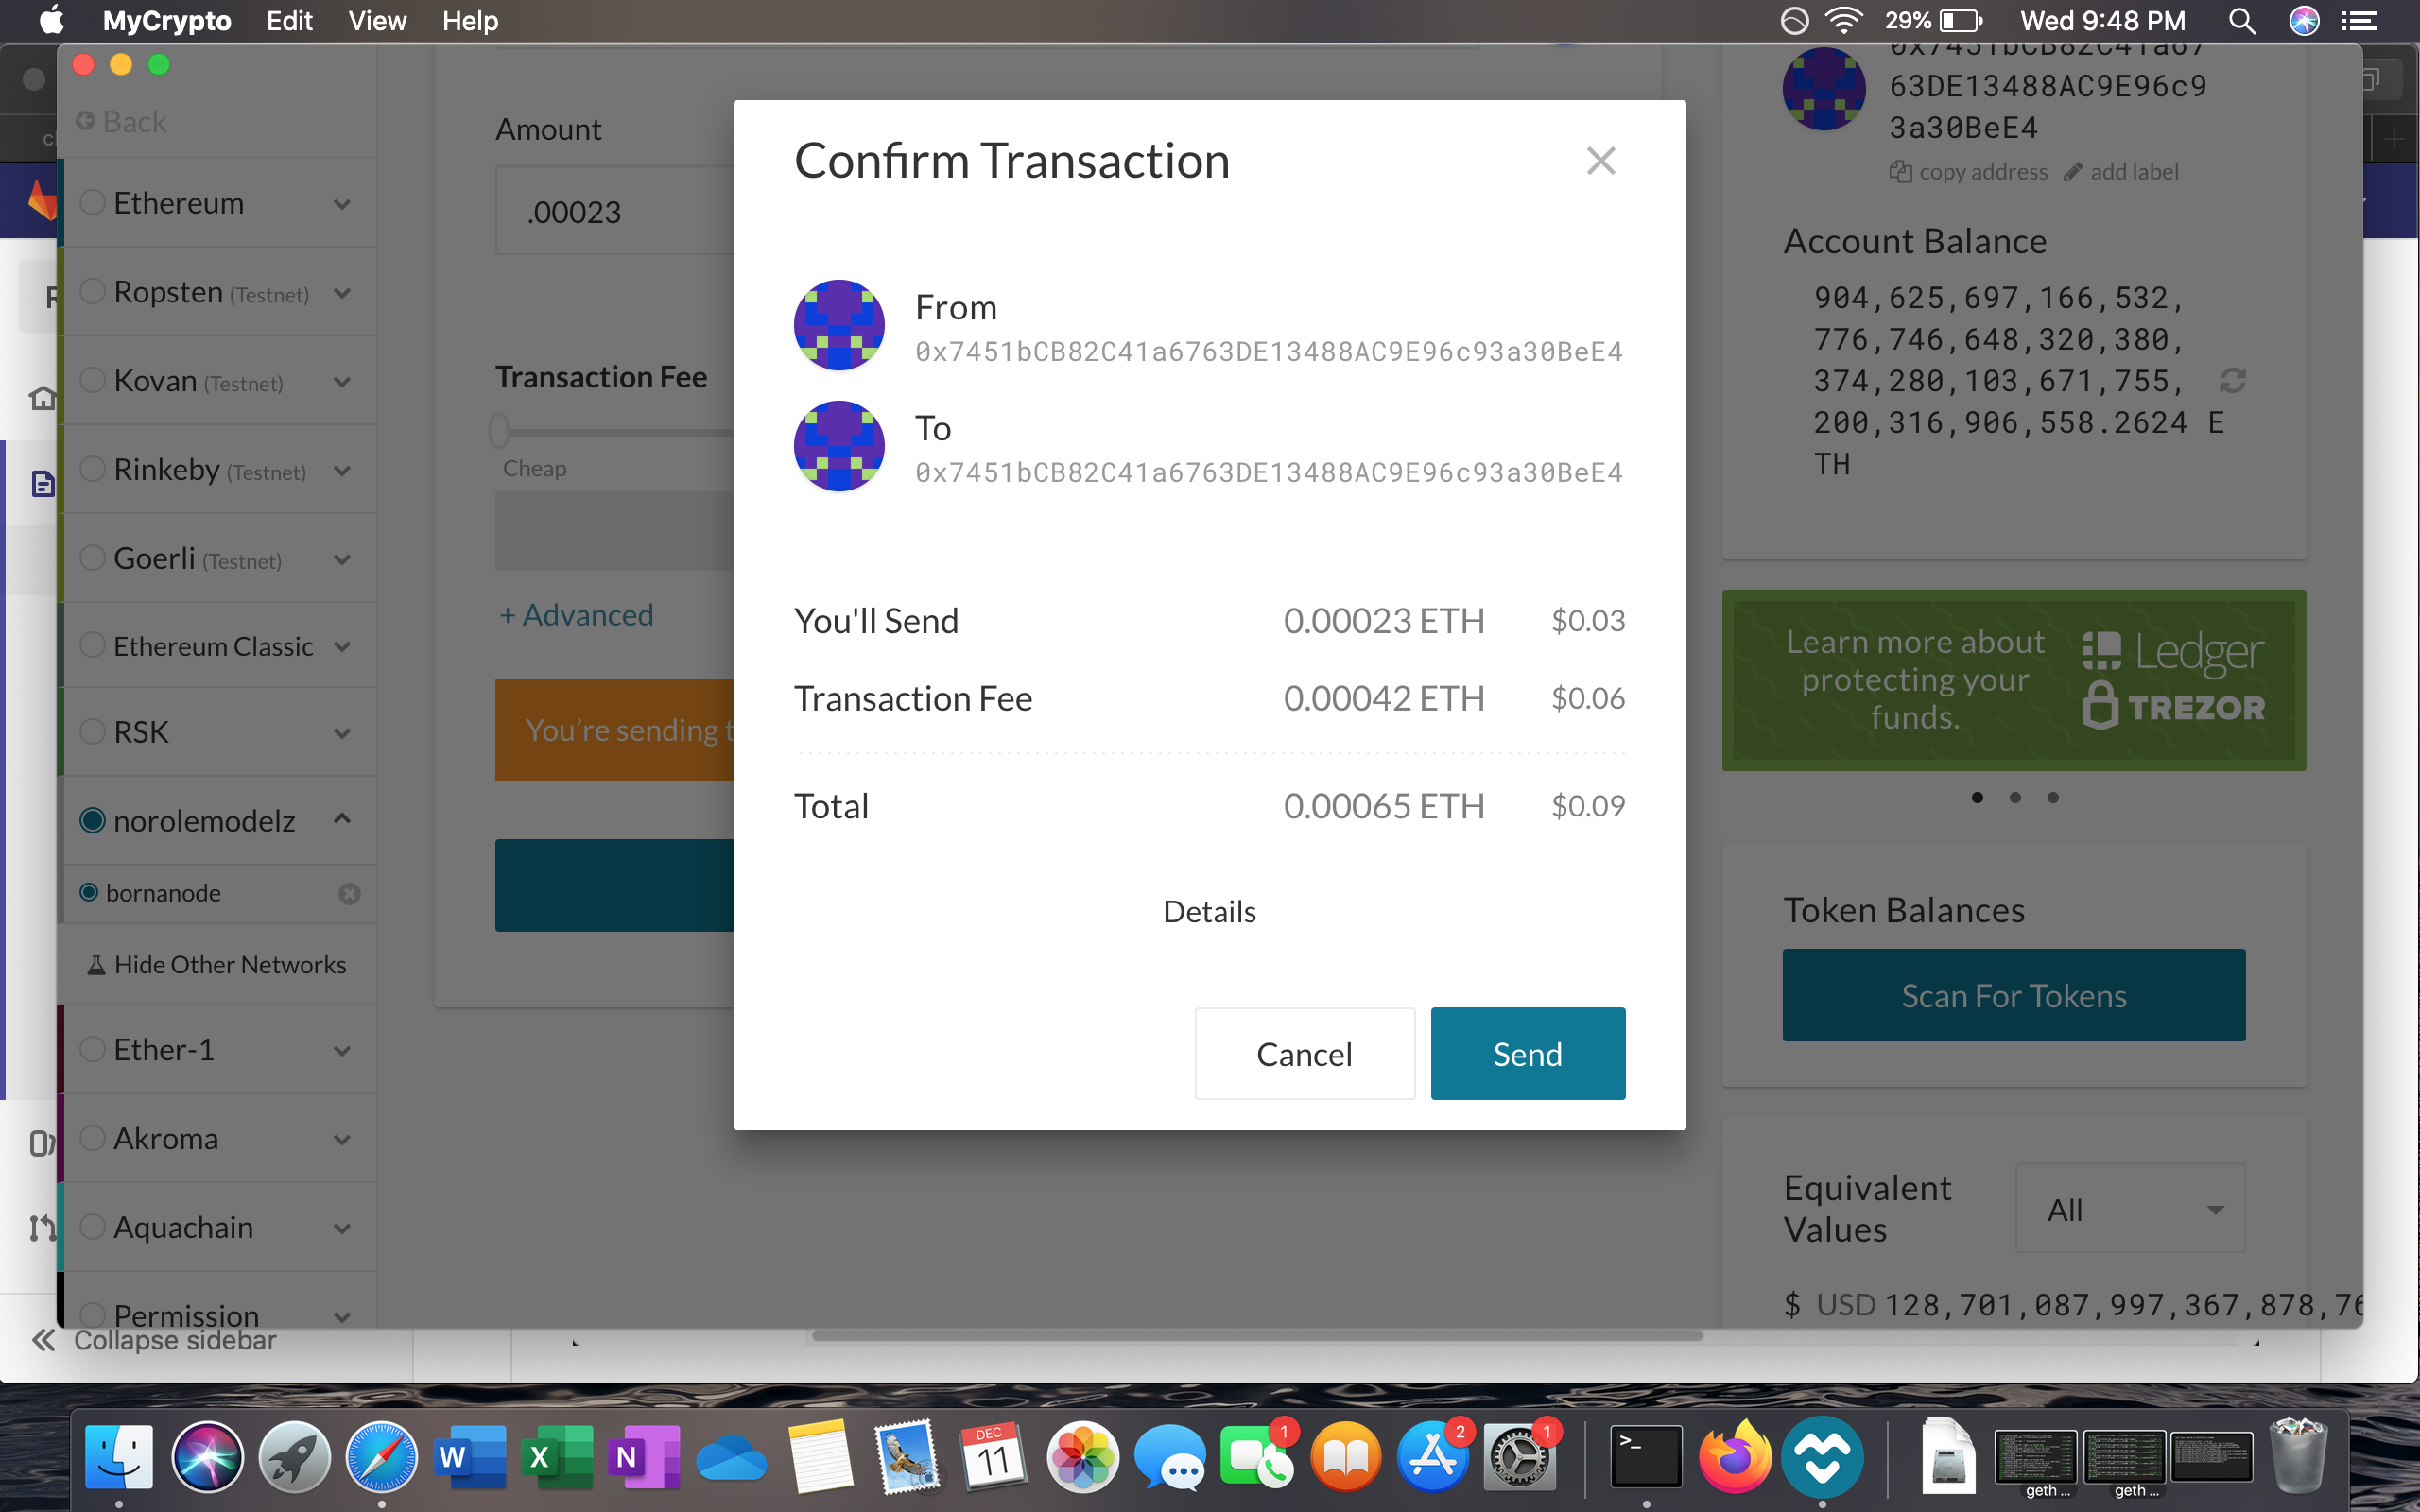 MyCrypto Edit View Help
29% Wed 9:48 PM
Back
Ethereum
Ropsten (Testnet)
Kovan (Testnet)
Rinkeby (Testnet)
Goerli (Testnet)
Ethereum Classic
RSK
norolemodelz
bornanode
Hide Other Networks
Ether-1
Akroma
Aquachain
Permission
Collapse sidebar
Amount
.00023
Transaction Fee
Cheap
+ Advanced
You’re sending t
Confirm Transaction
From
0x7451bCB82C41a6763DE13488AC9E96c93a30BeE4
To
0x7451bCB82C41a6763DE13488AC9E96c93a30BeE4
You'll Send 0.00023 ETH $0.03
Transaction Fee 0.00042 ETH $0.06
Total 0.00065 ETH $0.09
Details
Cancel
Send
0x7451bCB82C41a67
63DE13488AC9E96c9
3a30BeE4
copy address add label
Account Balance
904,625,697,166,532,
776,746,648,320,380,
374,280,103,671,755,
200,316,906,558.2624 E
TH
Learn more about
protecting your
funds.
Ledger
TREZOR
Token Balances
Scan For Tokens
Equivalent
Values
All
$ USD 128,701,087,997,367,878,76
W
X
N
DEC
11
1
2
1
>_
geth ...
geth ...